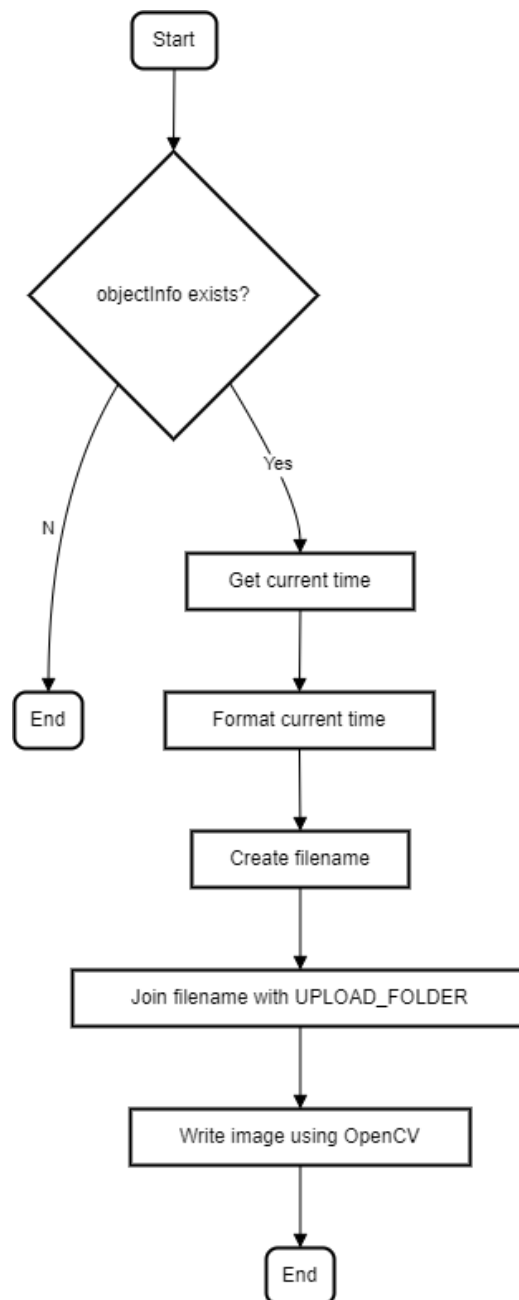 Start
objectInfo exists?
Yes
N
Get current time
End
Format current time
Create filename
Join filename with UPLOAD_FOLDER
Write image using OpenCV
End